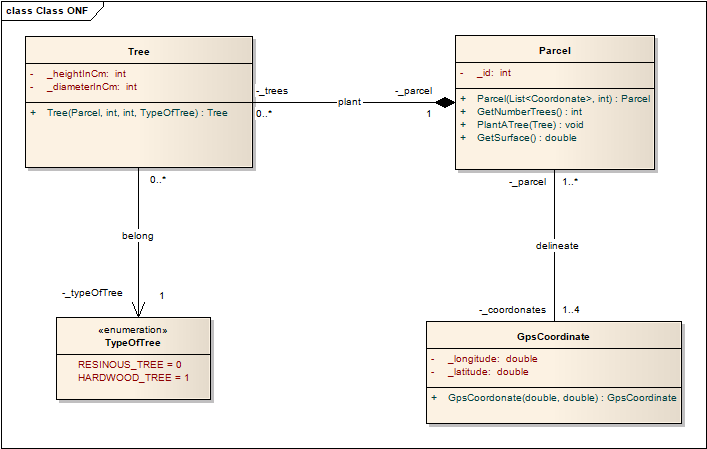 class Class ONF
Tree
- _heightInCm: int
- _diameterInCm: int
+ Tree(Parcel, int, int, TypeOfTree) : Tree
Parcel
- _id: int
+ Parcel(List<Coordonate>, int) : Parcel
+ GetNumberTrees() : int
+ PlantATree(Tree) : void
+ GetSurface() : double
-_trees
-_parcel
plant
0..*
1
0..*
belong
-_typeOfTree
1
-_parcel
1..*
delineate
-_coordonates
1..4
«enumeration»
TypeOfTree
RESINOUS_TREE = 0
HARDWOOD_TREE = 1
GpsCoordinate
- _longitude: double
- _latitude: double
+ GpsCoordonate(double, double) : GpsCoordinate